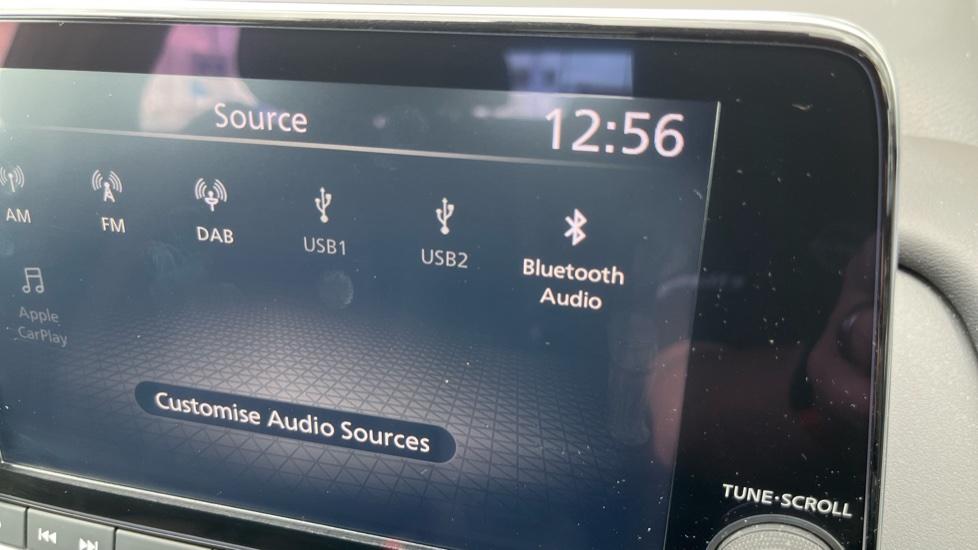 Source
12:56
AM
FM
DAB
USB1
USB2
Bluetooth
Audio
Apple
CarPlay
Customise Audio Sources
TUNE·SCROLL